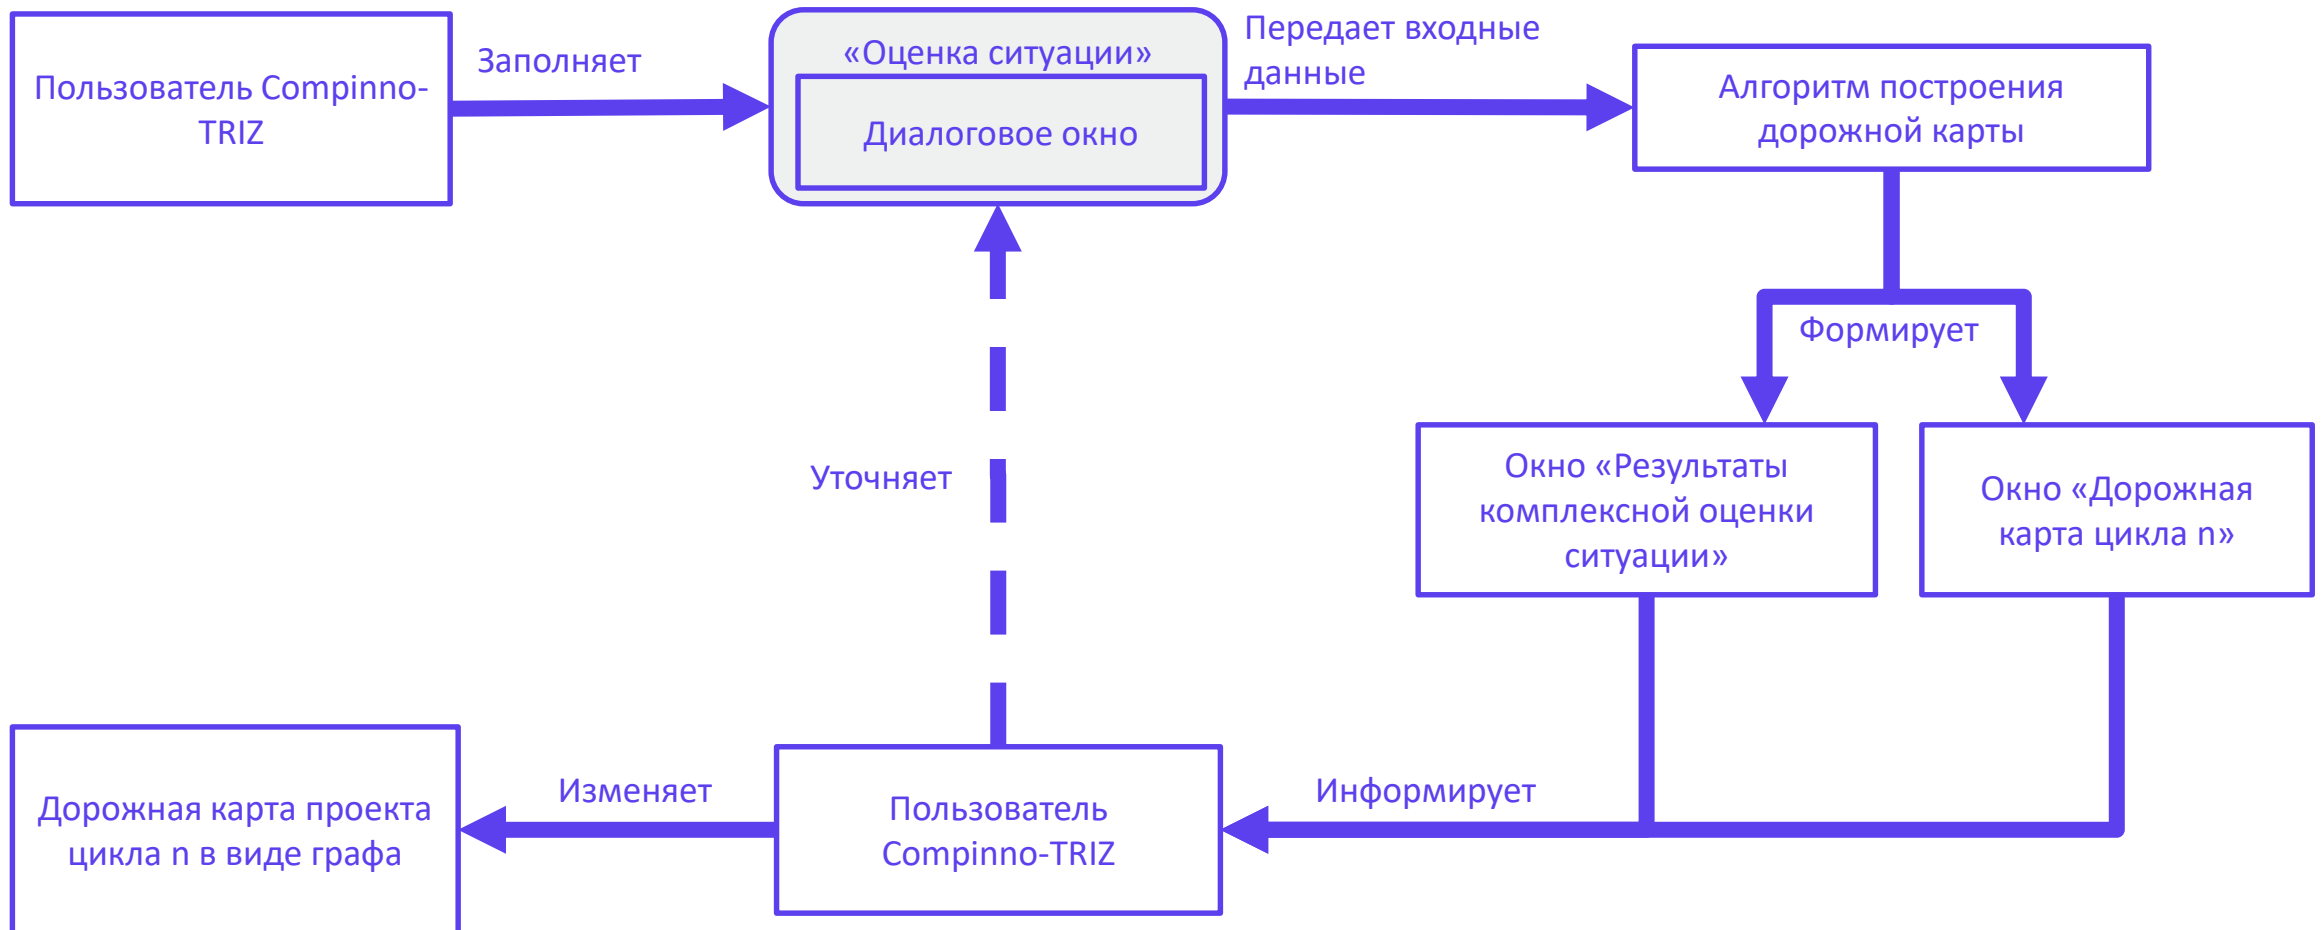 Пользователь Compinno-
TRIZ
Заполняет
«Оценка ситуации»
Диалоговое окно
Передает входные
данные
Алгоритм построения
дорожной карты
Формирует
Окно «Результаты
комплексной оценки
ситуации»
Окно «Дорожная
карта цикла n»
Уточняет
Дорожная карта проекта
цикла n в виде графа
Изменяет
Пользователь
Compinno-TRIZ
Информирует